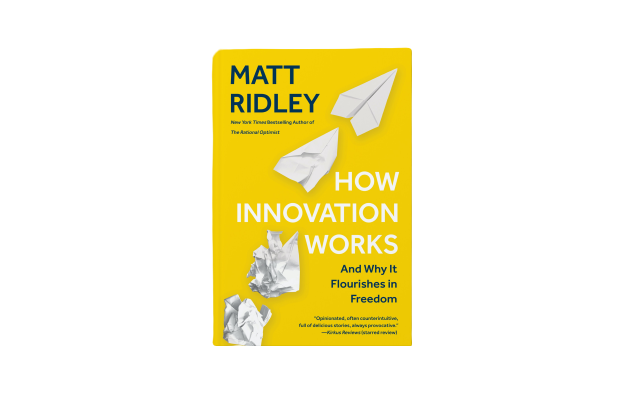 MATT
RIDLEY
New York Times Bestselling Author of
The Rational Optimist
HOW
INNOVATION
WORKS
And Why It
Flourishes in
Freedom
"Opinionated, often counterintuitive,
full of delicious stories, always provocative."
—Kirkus Reviews (starred review)